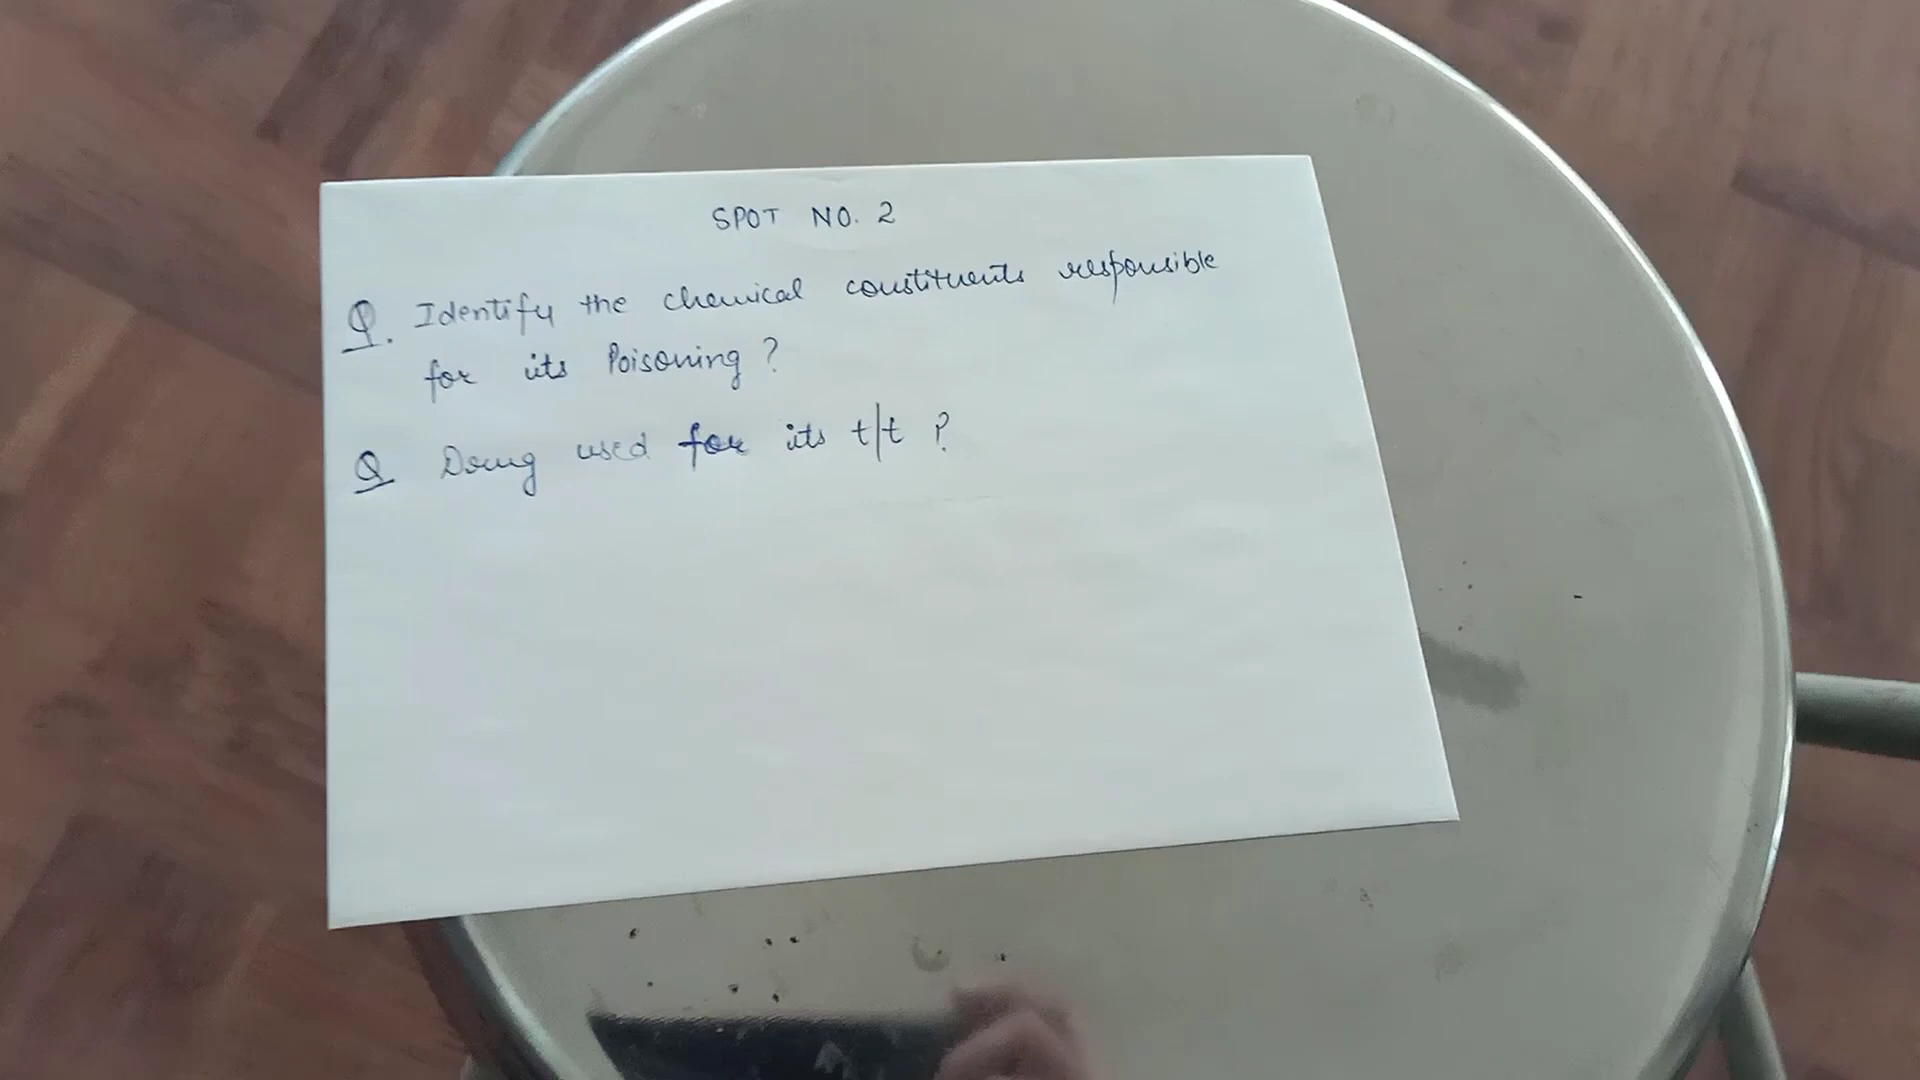 SPOT NO. 2
Q. Identify the chemical constituents responsible
for its Poisoning ?
Q Drug used for its t/t ?